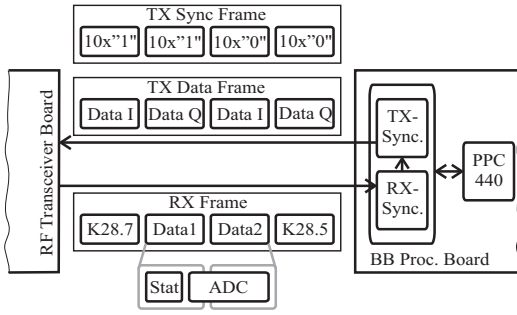 TX Sync Frame
10x"1" 10x"1" 10x"0" 10x"0"
TX Data Frame
Data I Data Q Data I Data Q
RF Transceiver Board
TX-
Sync.
RX-
Sync.
PPC
440
BB Proc. Board
RX Frame
K28.7 Data1 Data2 K28.5
Stat ADC